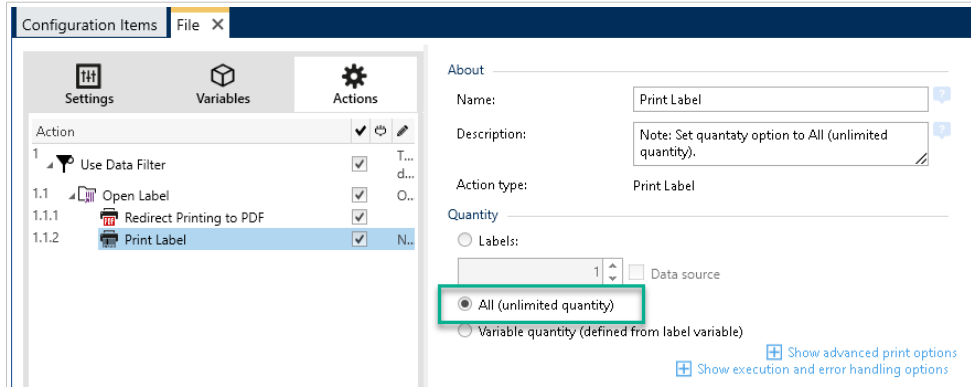 Configuration Items File X
Settings Variables Actions
Action
1 Use Data Filter T... d...
1.1 Open Label O..
1.1.1 Redirect Printing to PDF
1.1.2 Print Label N..
About
Name: Print Label ?
Description: Note: Set quantaty option to All (unlimited
quantity). ?
Action type: Print Label
Quantity
Labels:
1 Data source
All (unlimited quantity)
Variable quantity (defined from label variable)
Show advanced print options
Show execution and error handling options